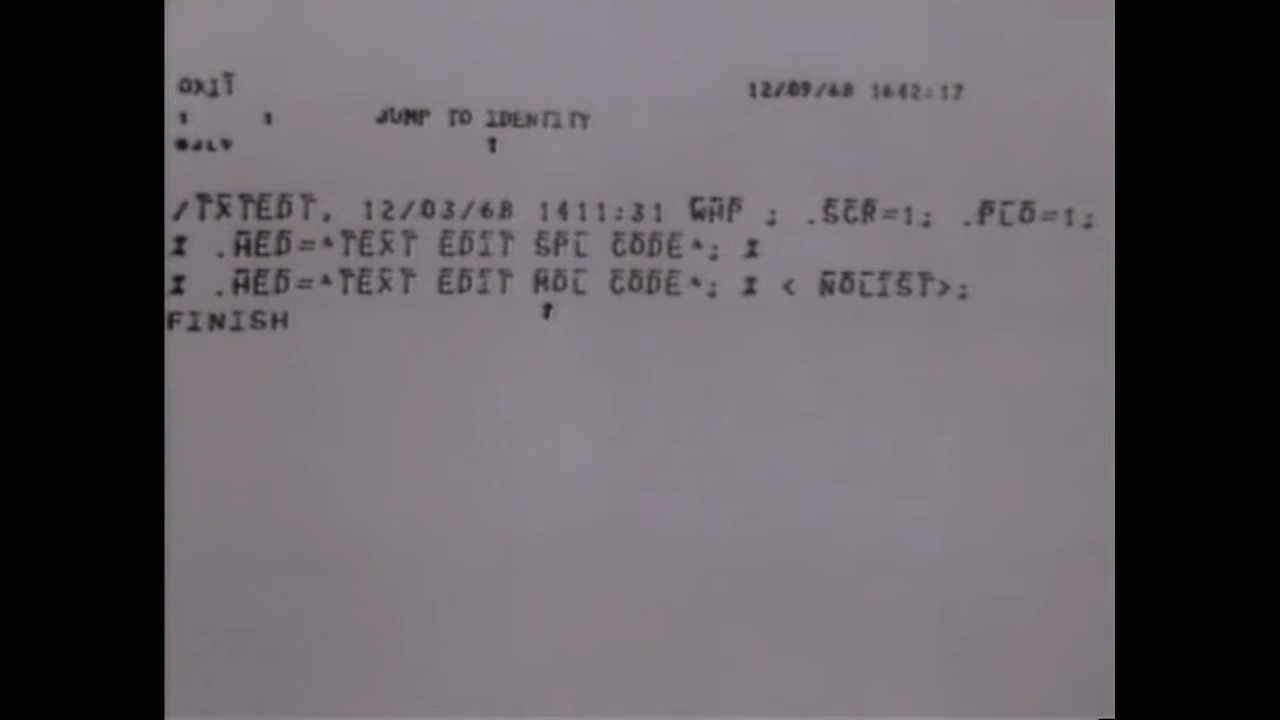 0X1T 12/09/68 1642:17
↑ ↑ JUMP TO IDENTITY
↑
/TXTEDT, 12/03/68 1411:31 WHP ; .SCR=1; .PLO=1;
I .HED=^TEXT EDIT SPL CODE^; I
I .HED=^TEXT EDIT MOL CODE^; I < NOLIST>;
↑
FINISH